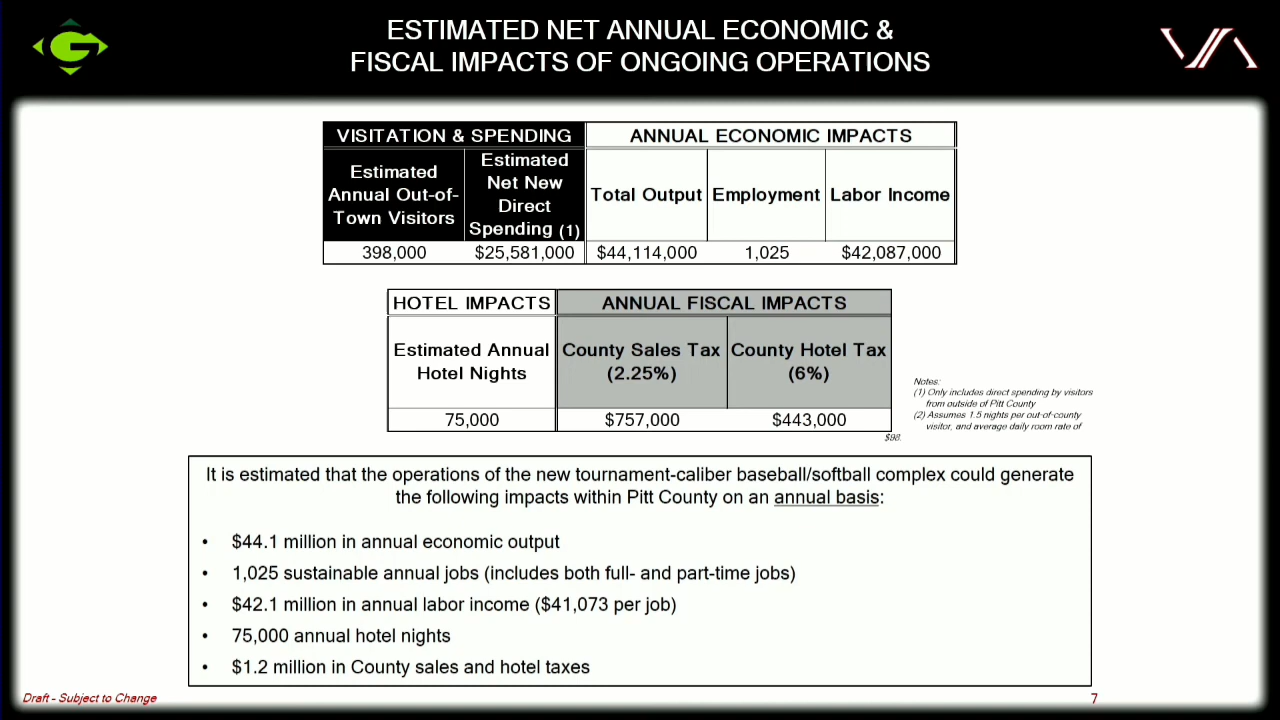 ESTIMATED NET ANNUAL ECONOMIC &
FISCAL IMPACTS OF ONGOING OPERATIONS
G
VISITATION & SPENDING
ANNUAL ECONOMIC IMPACTS
Estimated
Annual Out-of-
Town Visitors
Estimated
Net New
Direct
Spending (1)
Total Output
Employment
Labor Income
398,000
$25,581,000
$44,114,000
1,025
$42,087,000
HOTEL IMPACTS
ANNUAL FISCAL IMPACTS
Estimated Annual
Hotel Nights
County Sales Tax
(2.25%)
County Hotel Tax
(6%)
75,000
$757,000
$443,000
Notes:
(1) Only includes direct spending by visitors
from outside of Pitt County
(2) Assumes 1.5 nights per out-of-county
visitor, and average daily room rate of
$98.
It is estimated that the operations of the new tournament-caliber baseball/softball complex could generate
the following impacts within Pitt County on an annual basis:
• $44.1 million in annual economic output
• 1,025 sustainable annual jobs (includes both full- and part-time jobs)
• $42.1 million in annual labor income ($41,073 per job)
• 75,000 annual hotel nights
• $1.2 million in County sales and hotel taxes
Draft - Subject to Change
7